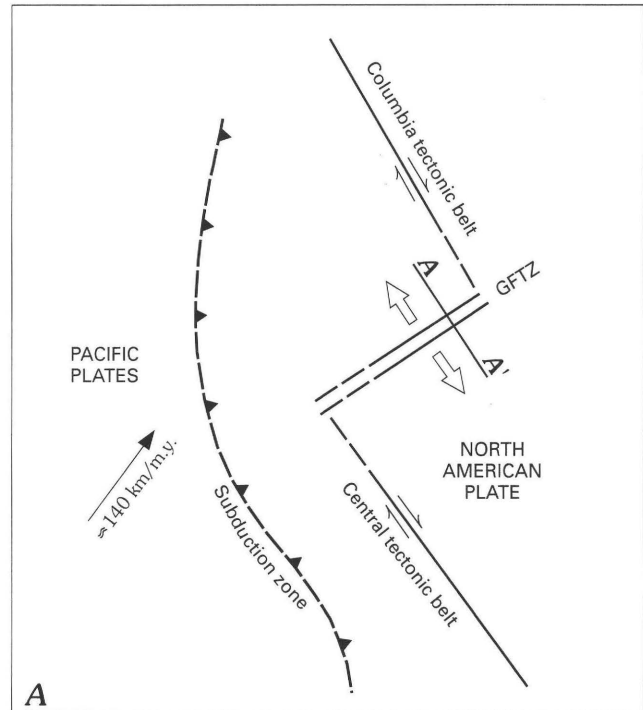 Columbia tectonic belt
A
GFTZ
A'
PACIFIC
PLATES
≈140 km/m.y.
Subduction zone
NORTH
AMERICAN
PLATE
Central tectonic belt
A